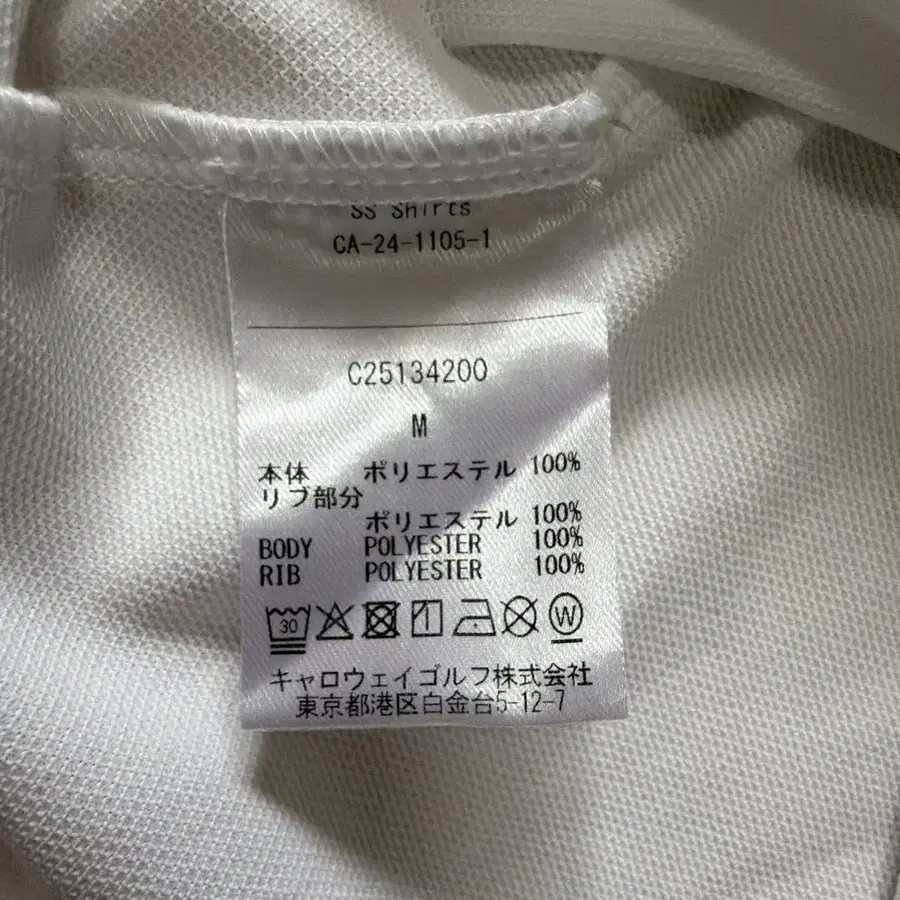 SS Shirts
CA-24-1105-1
C25134200
M
本体 ポリエステル 100%
リブ部分
ポリエステル 100%
BODY POLYESTER 100%
RIB POLYESTER 100%
30 W
キャロウェイゴルフ株式会社
東京都港区白金台5-12-7